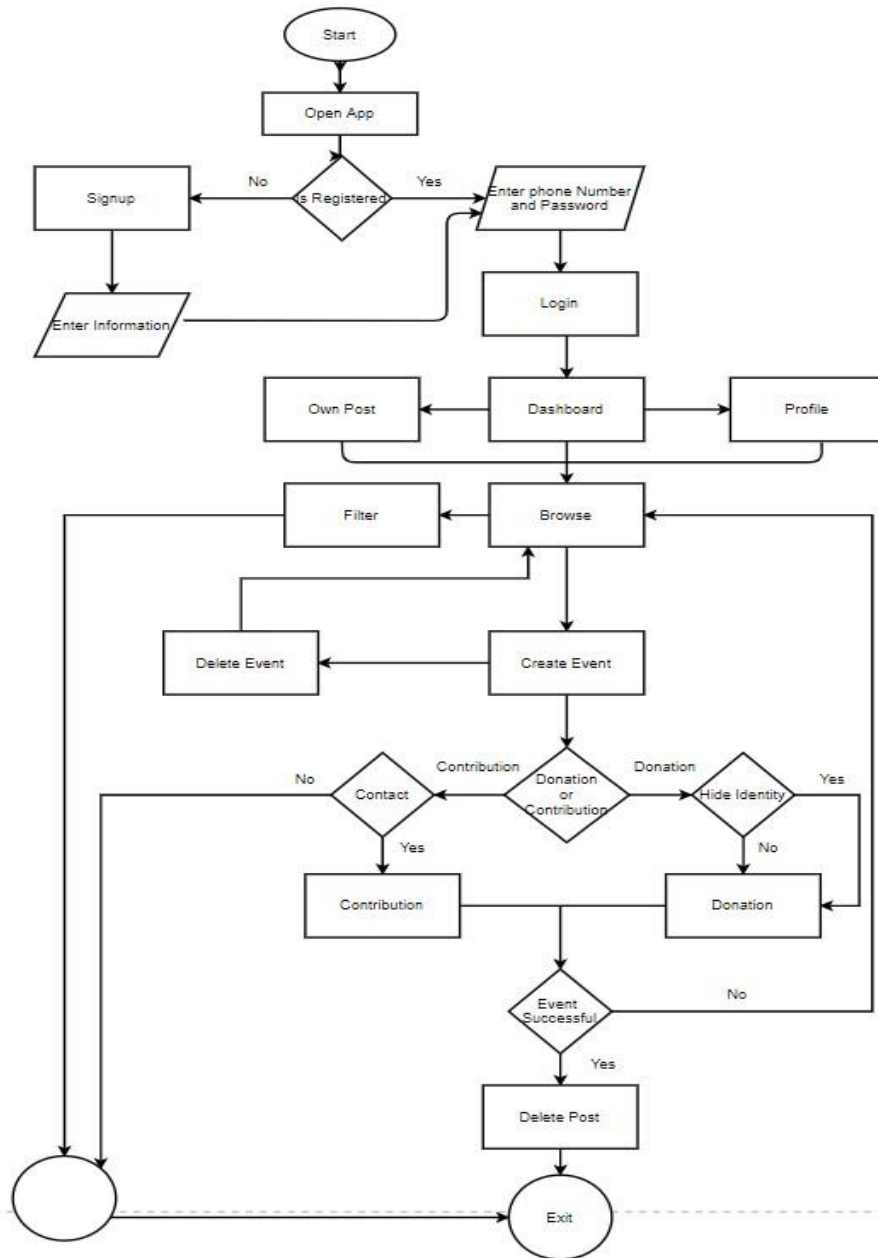 Start
Open App
No
Yes
Signup
Is Registered
Enter phone Number
and Password
Enter Information
Login
Own Post
Dashboard
Profile
Filter
Browse
Delete Event
Create Event
No
Contribution
Donation
Yes
Contact
Donation
or
Contribution
Hide Identity
Yes
No
Contribution
Donation
Event
Successful
No
Yes
Delete Post
Exit